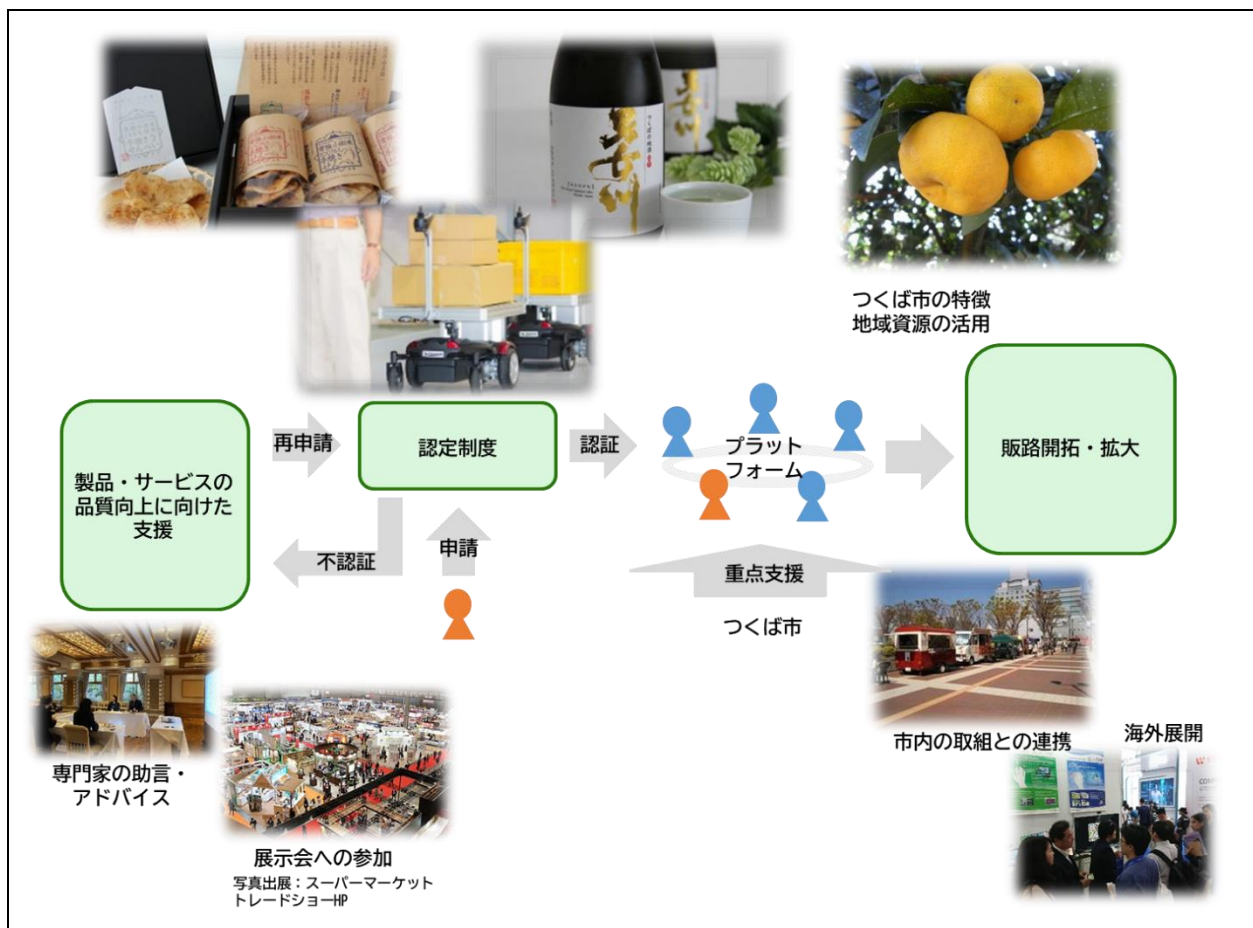 つくば市の特徴
地域資源の活用
製品・サービスの
品質向上に向けた
支援
再申請
認定制度
認証
プラット
フォーム
販路開拓・拡大
不認証
申請
重点支援
つくば市
専門家の助言・
アドバイス
展示会への参加
写真出展：スーパーマーケット
トレードショーHP
市内の取組との連携
海外展開